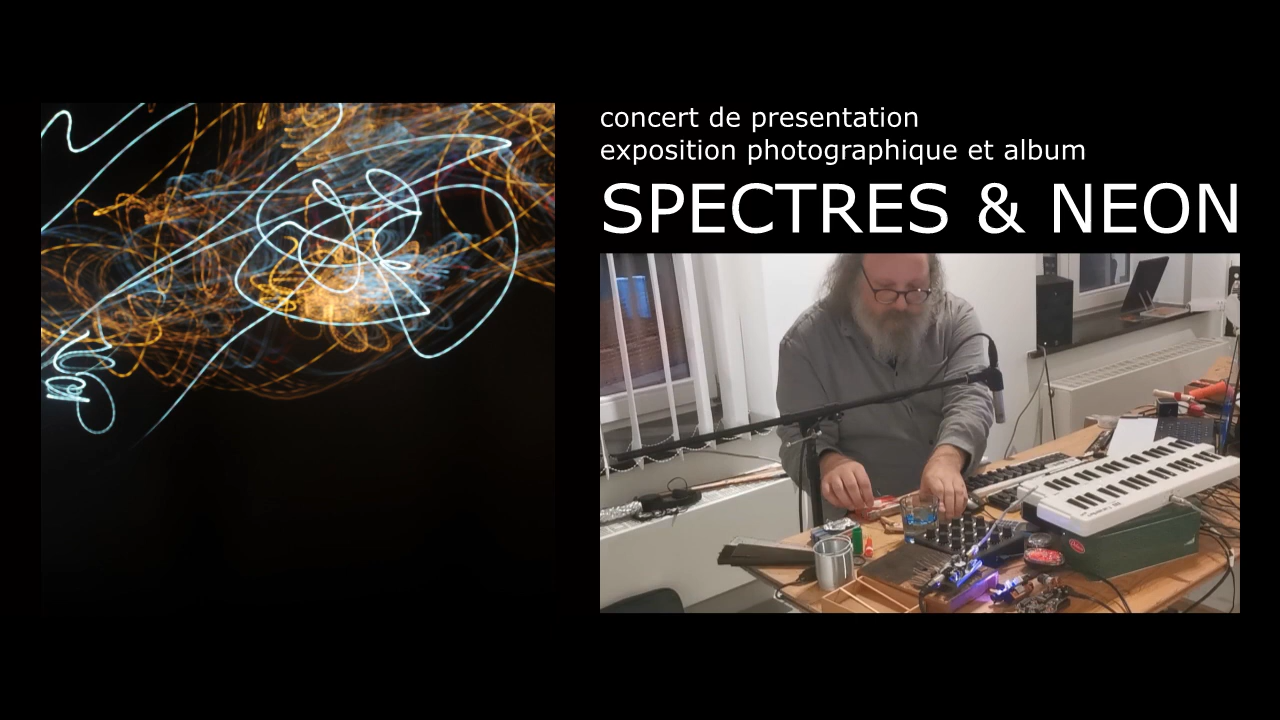 concert de presentation
exposition photographique et album
SPECTRES & NEON